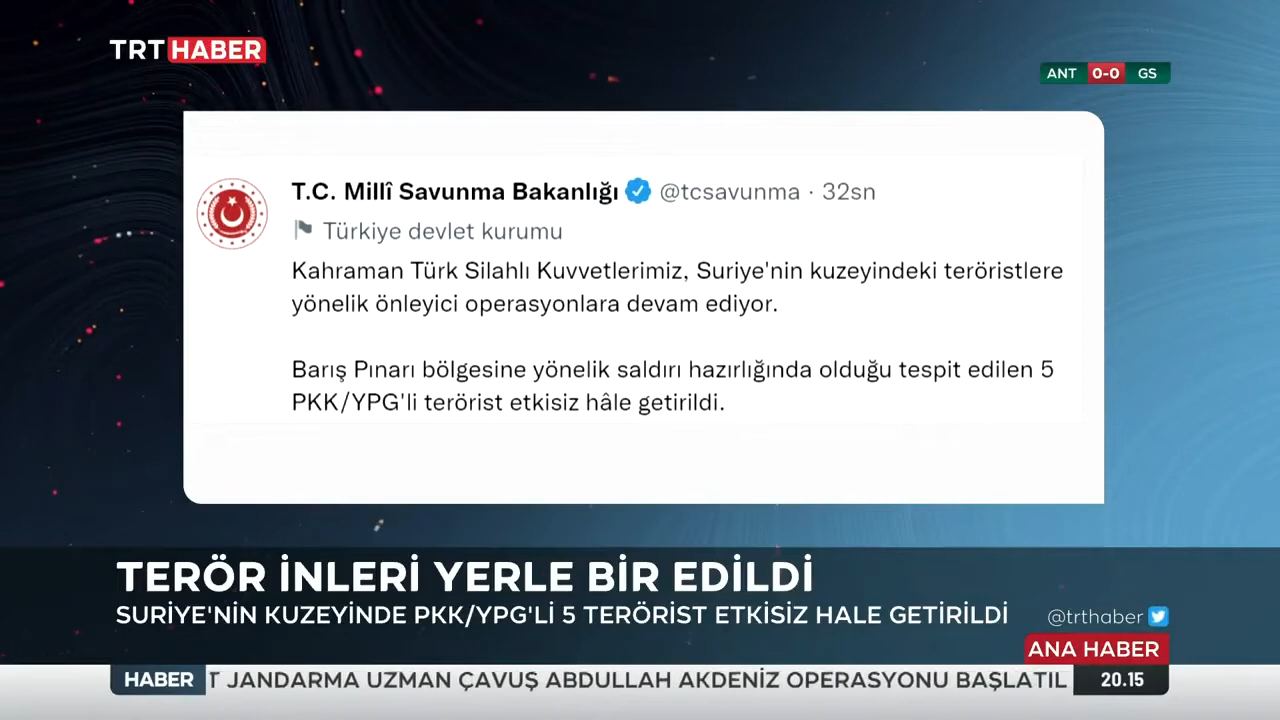 TRT HABER
ANT 0-0 GS
T.C. Millî Savunma Bakanlığı @tcsavunma · 32sn
Türkiye devlet kurumu
Kahraman Türk Silahlı Kuvvetlerimiz, Suriye'nin kuzeyindeki teröristlere
yönelik önleyici operasyonlara devam ediyor.
Barış Pınarı bölgesine yönelik saldırı hazırlığında olduğu tespit edilen 5
PKK/YPG'li terörist etkisiz hâle getirildi.
TERÖR İNLERİ YERLE BİR EDİLDİ
SURİYE'NİN KUZEYİNDE PKK/YPG'Lİ 5 TERÖRİST ETKİSİZ HALE GETİRİLDİ
@trthaber
ANA HABER
HABER T JANDARMA UZMAN ÇAVUŞ ABDULLAH AKDENİZ OPERASYONU BAŞLATIL 20.15